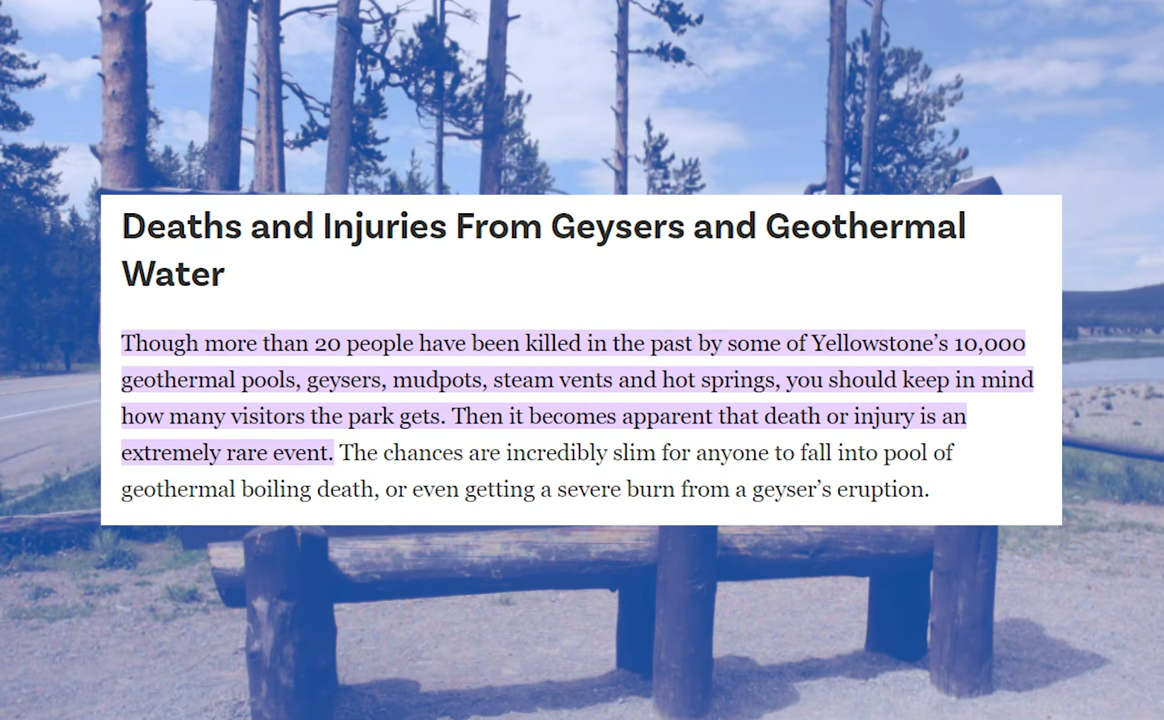 Deaths and Injuries From Geysers and Geothermal
Water
Though more than 20 people have been killed in the past by some of Yellowstone’s 10,000
geothermal pools, geysers, mudpots, steam vents and hot springs, you should keep in mind
how many visitors the park gets. Then it becomes apparent that death or injury is an
extremely rare event. The chances are incredibly slim for anyone to fall into pool of
geothermal boiling death, or even getting a severe burn from a geyser’s eruption.